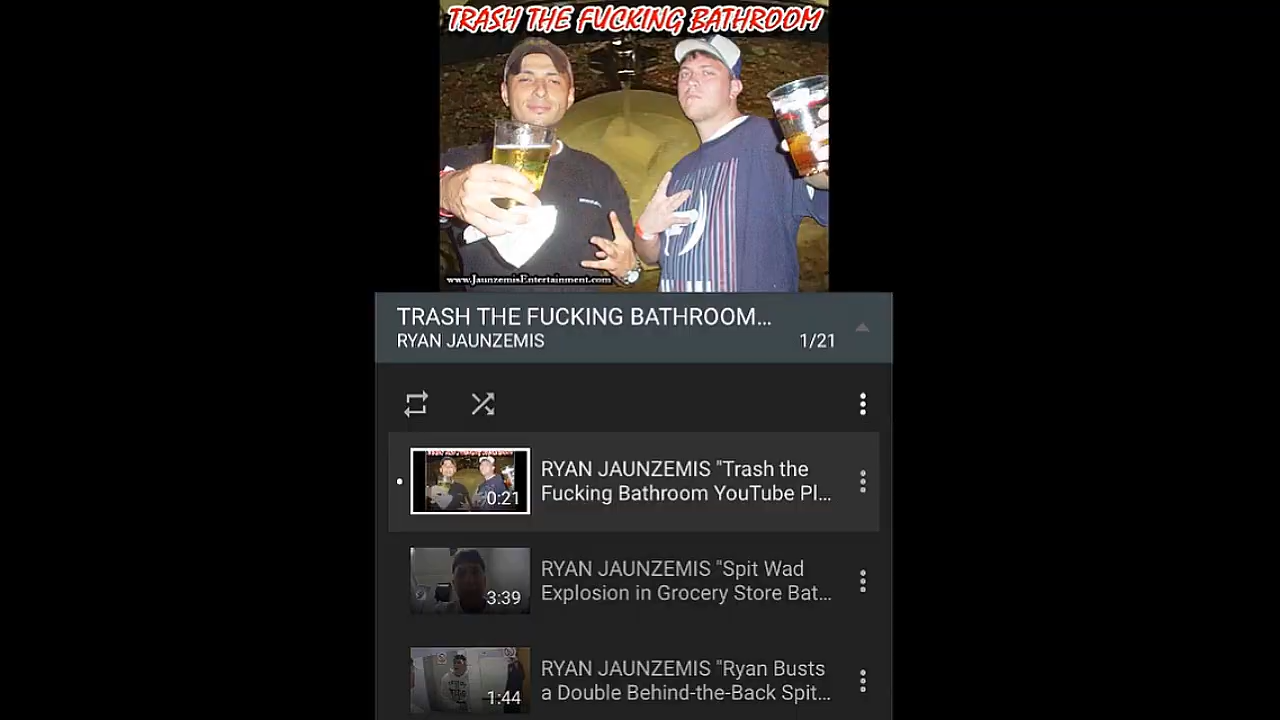 TRASH THE FUCKING BATHROOM
www.JaunzemisEntertainment.com
TRASH THE FUCKING BATHROOM...
RYAN JAUNZEMIS
1/21
RYAN JAUNZEMIS "Trash the
Fucking Bathroom YouTube Pl...
0:21
RYAN JAUNZEMIS "Spit Wad
Explosion in Grocery Store Bat...
3:39
RYAN JAUNZEMIS "Ryan Busts
a Double Behind-the-Back Spit...
1:44